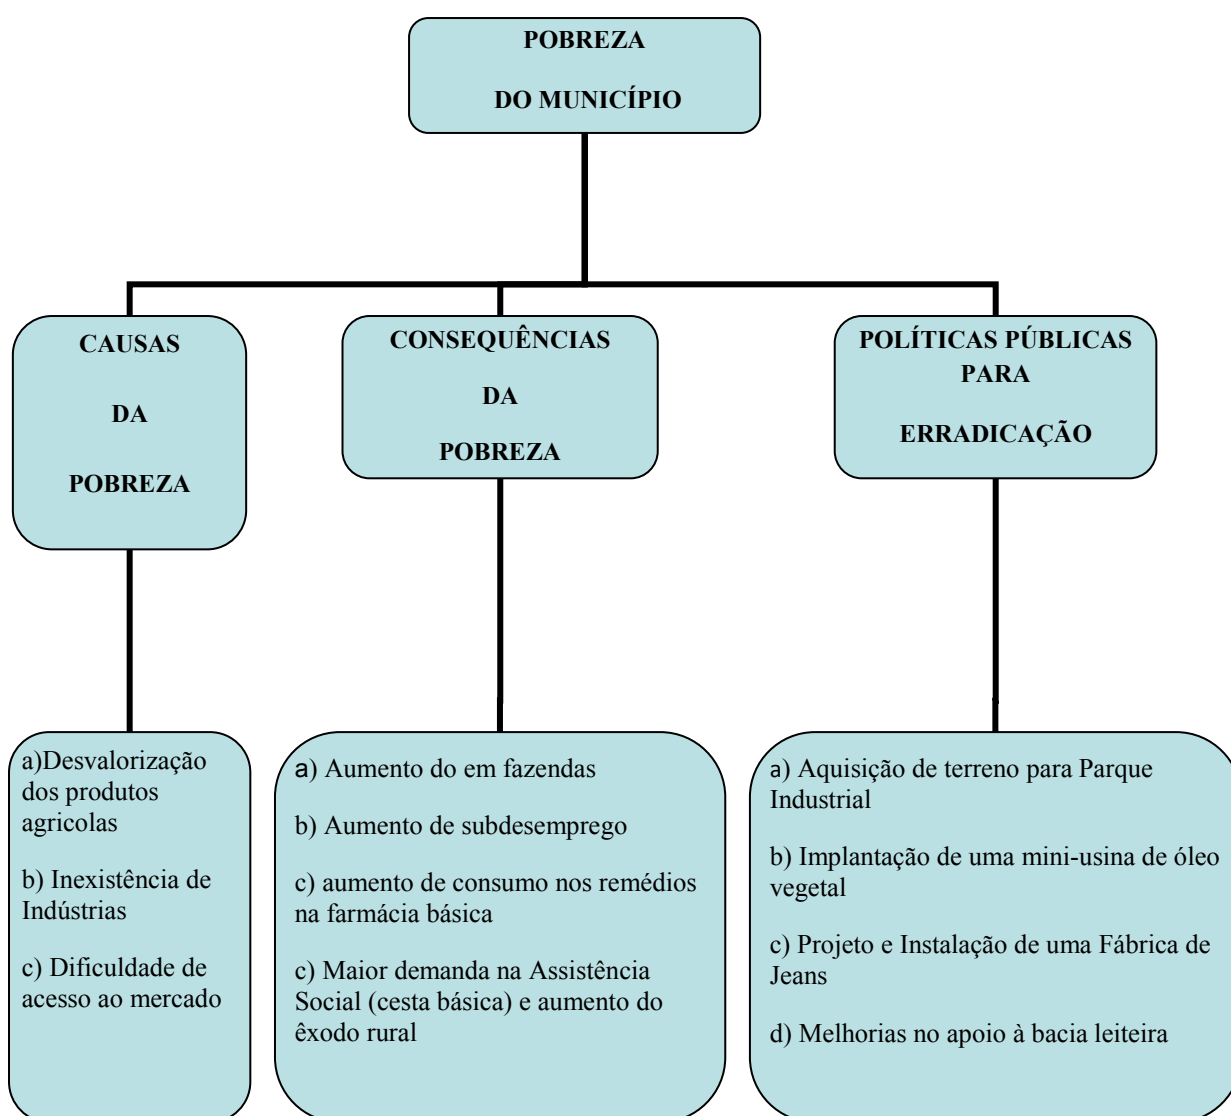 POBREZA
DO MUNICÍPIO
CAUSAS
DA
POBREZA
CONSEQUÊNCIAS
DA
POBREZA
POLÍTICAS PÚBLICAS
PARA
ERRADICAÇÃO
a)Desvalorização
dos produtos
agricolas
b) Inexistência de
Indústrias
c) Dificuldade de
acesso ao mercado
a) Aumento do em fazendas
b) Aumento de subdesemprego
c) aumento de consumo nos remédios
na farmácia básica
c) Maior demanda na Assistência
Social (cesta básica) e aumento do
êxodo rural
a) Aquisição de terreno para Parque
Industrial
b) Implantação de uma mini-usina de óleo
vegetal
c) Projeto e Instalação de uma Fábrica de
Jeans
d) Melhorias no apoio à bacia leiteira